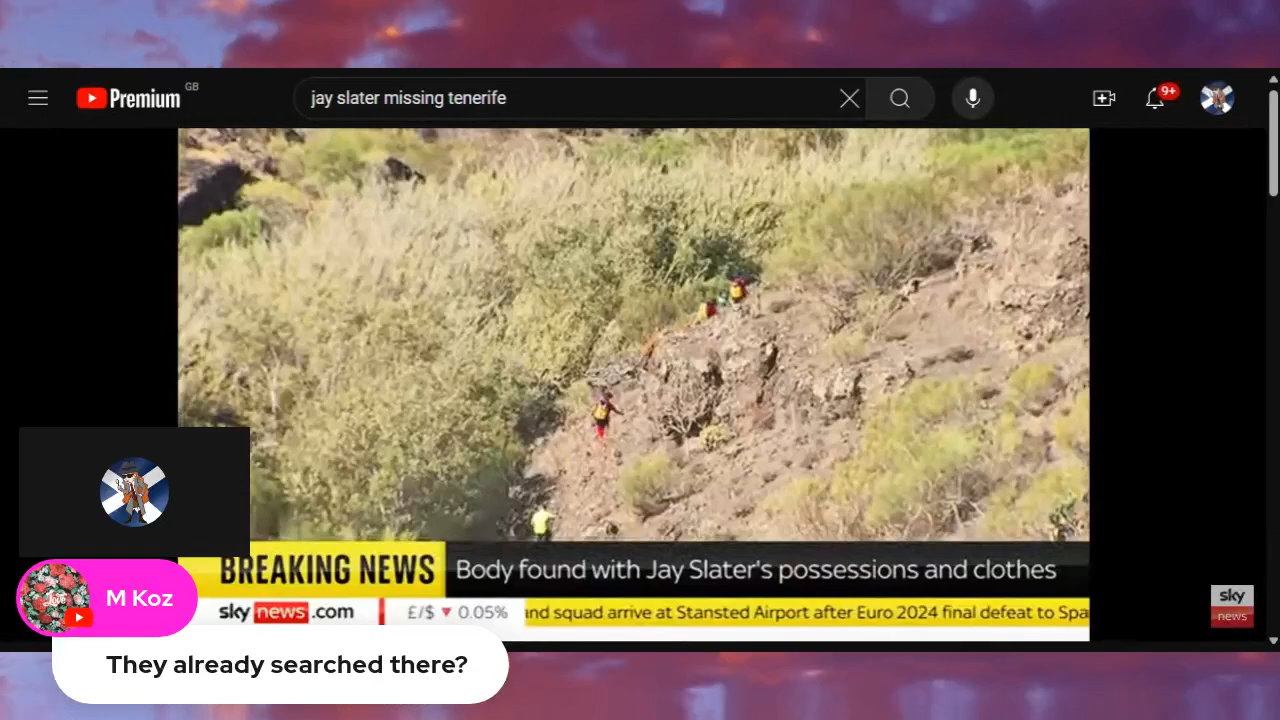 Premium GB
jay slater missing tenerife
9+
BREAKING NEWS
Body found with Jay Slater's possessions and clothes
sky news .com
£/$ ▼ 0.05%
and squad arrive at Stansted Airport after Euro 2024 final defeat to Spa
sky
news
Love
M Koz
They already searched there?